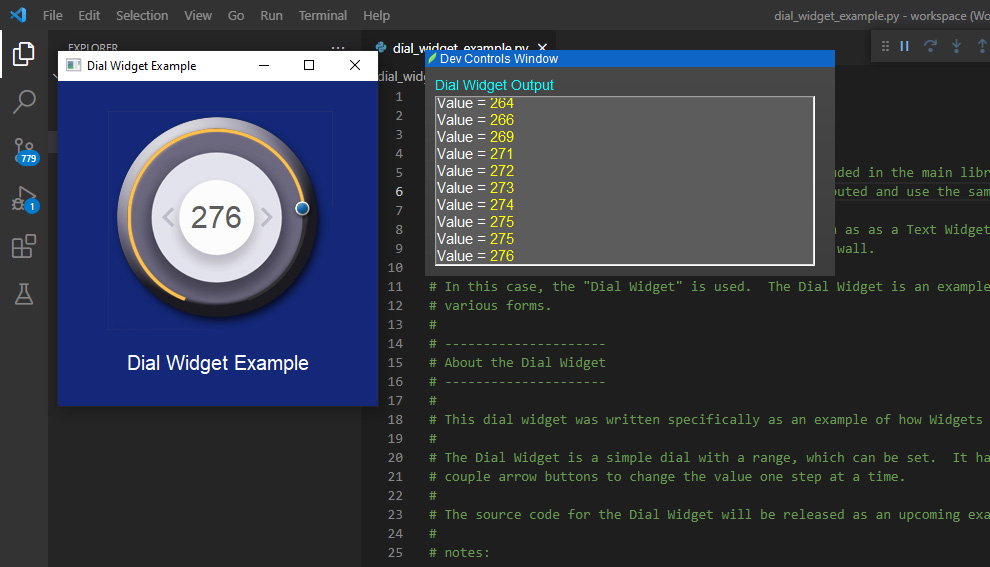 File Edit Selection View Go Run Terminal Help
dial_widget_example.py - workspace (Wo
EXPLORER
Dial Widget Example
276
Dial Widget Example
779
1
dial_widget_example.py
dial_widg
Dev Controls Window
Dial Widget Output
Value = 264
Value = 266
Value = 269
Value = 271
Value = 272
Value = 273
Value = 274
Value = 275
Value = 275
Value = 276
1
2
3
4
5 uded in the main libr
6 uted and use the sam
7
8 as as a Text Widget
9 wall.
10
11 # In this case, the "Dial Widget" is used.  The Dial Widget is an example
12 # various forms.
13 #
14 # ---------------------
15 # About the Dial Widget
16 # ---------------------
17 #
18 # This dial widget was written specifically as an example of how Widgets
19 #
20 # The Dial Widget is a simple dial with a range, which can be set.  It ha
21 # couple arrow buttons to change the value one step at a time.
22 #
23 # The source code for the Dial Widget will be released as an upcoming exa
24 #
25 # notes: